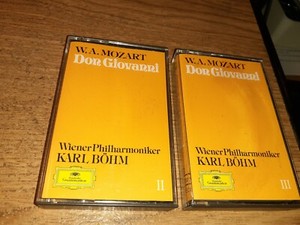 W. A. MOZART
Don Giovanni
Wiener Philharmoniker
KARL BÖHM
II
W. A. MOZART
Don Giovanni
Wiener Philharmoniker
KARL BÖHM
III